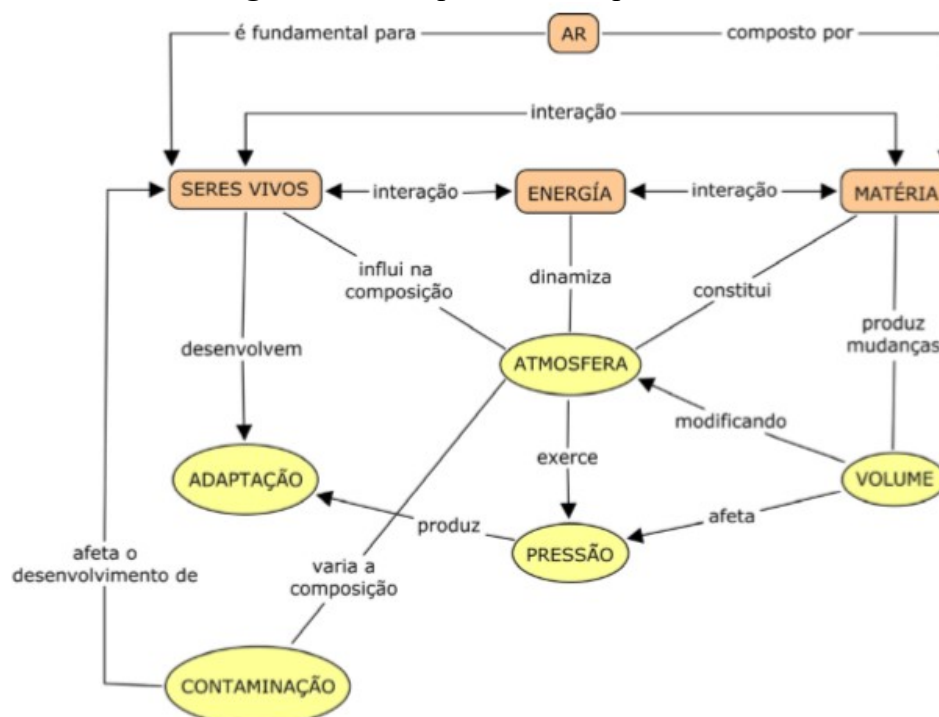 é fundamental para
AR
composto por
interação
SERES VIVOS
interação
ENERGÍA
interação
MATÉRIA
influi na
composição
dinamiza
constitui
produz
mudanças
desenvolvem
ATMOSFERA
modificando
exerce
ADAPTAÇÃO
VOLUME
produz
afeta
PRESSÃO
afeta o
desenvolvimento de
varia a
composição
CONTAMINAÇÃO